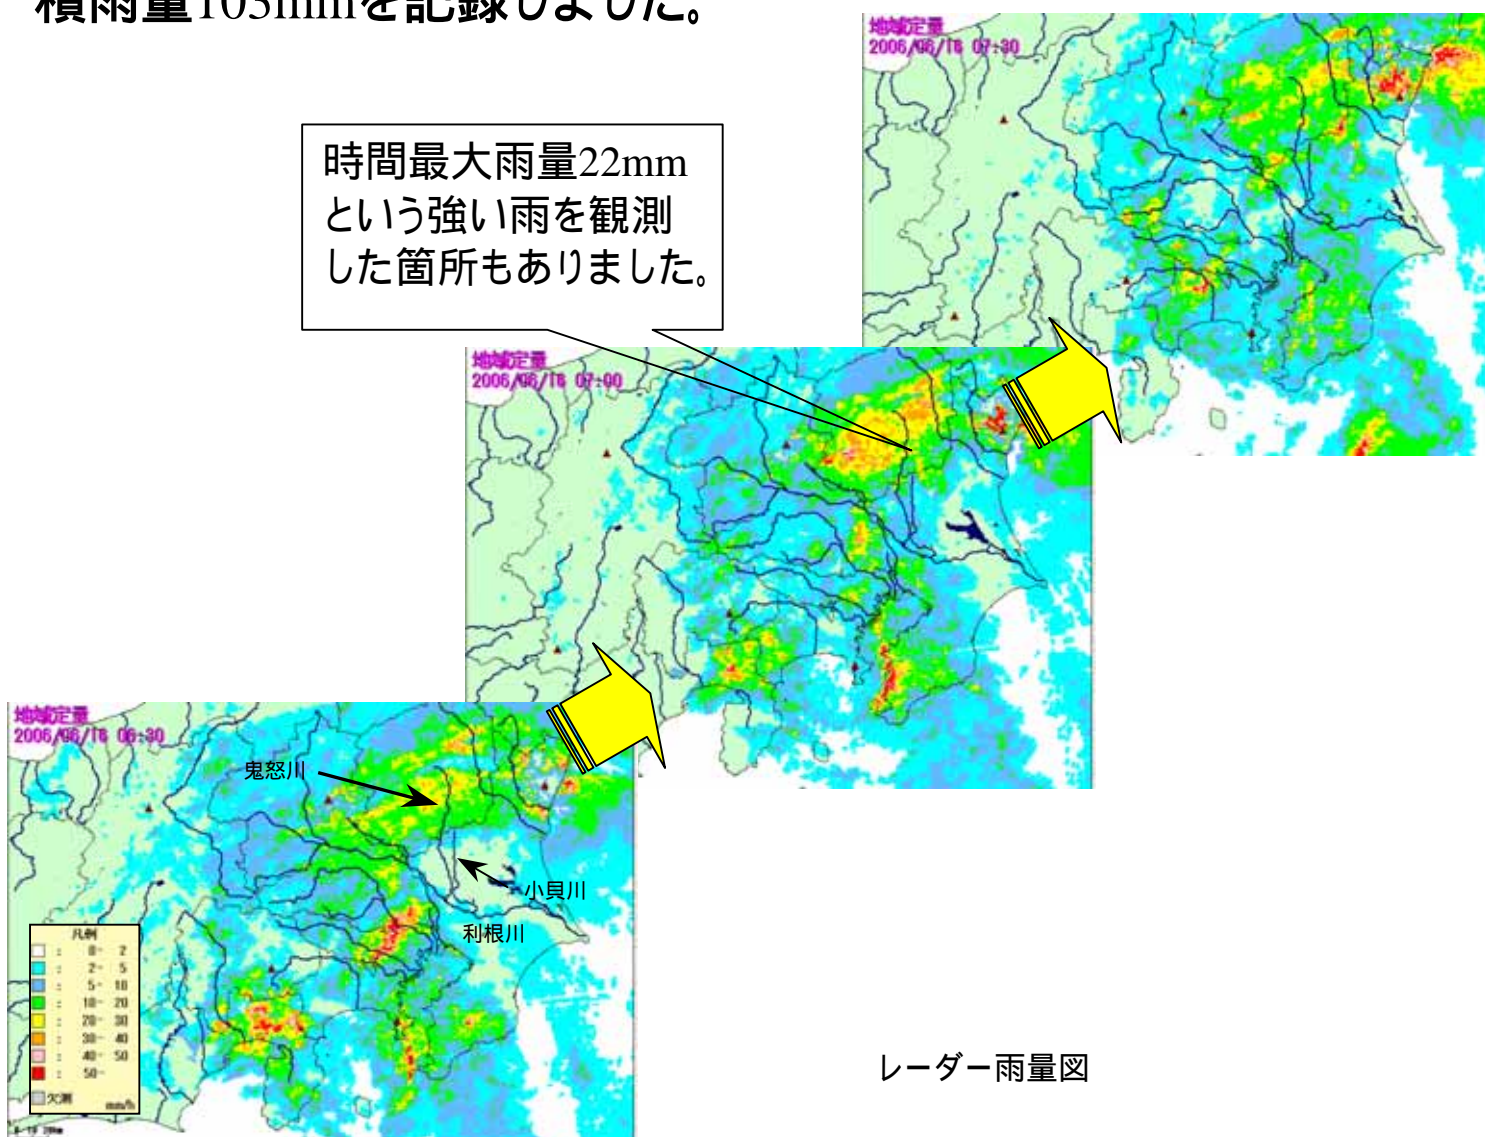 積雨量103mmを記録しました。
地域定量
2006/06/16 07:30
時間最大雨量22mm
という強い雨を観測
した箇所もありました。
地域定量
2006/06/16 07:00
地域定量
2006/06/16 06:30
鬼怒川
小貝川
利根川
凡例
: 0- 2
: 2- 5
: 5- 10
: 10- 20
: 20- 30
: 30- 40
: 40- 50
: 50-
欠測 mm/h
レーダー雨量図